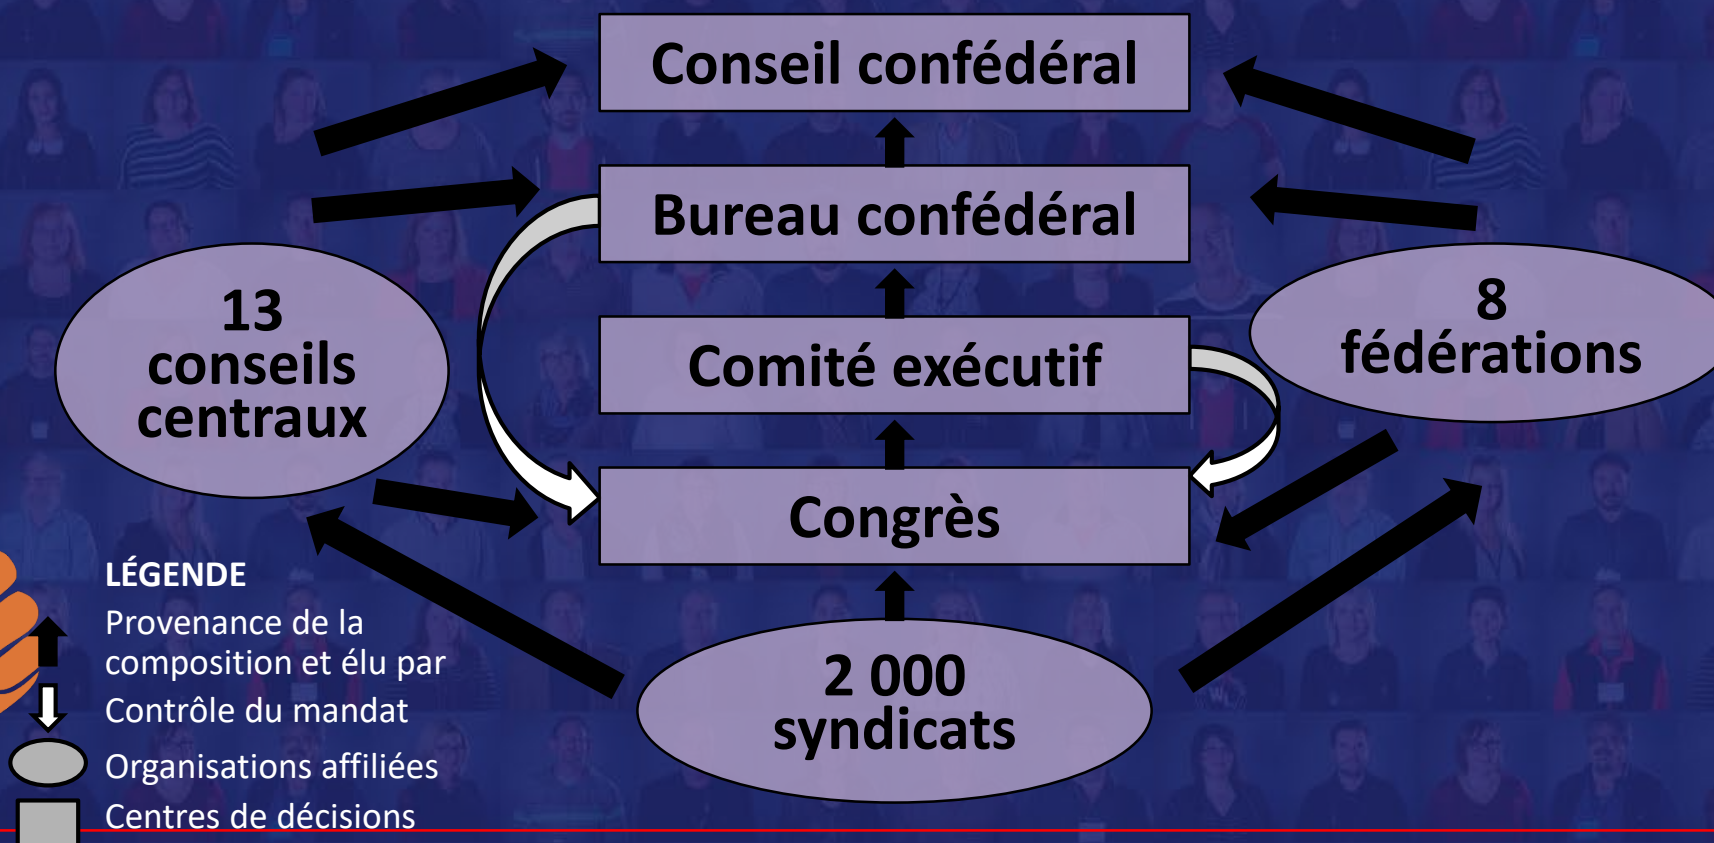 Conseil confédéral
Bureau confédéral
13
conseils
centraux
8
fédérations
Comité exécutif
Congrès
2 000
syndicats
LÉGENDE
Provenance de la
composition et élu par
Contrôle du mandat
Organisations affiliées
Centres de décisions